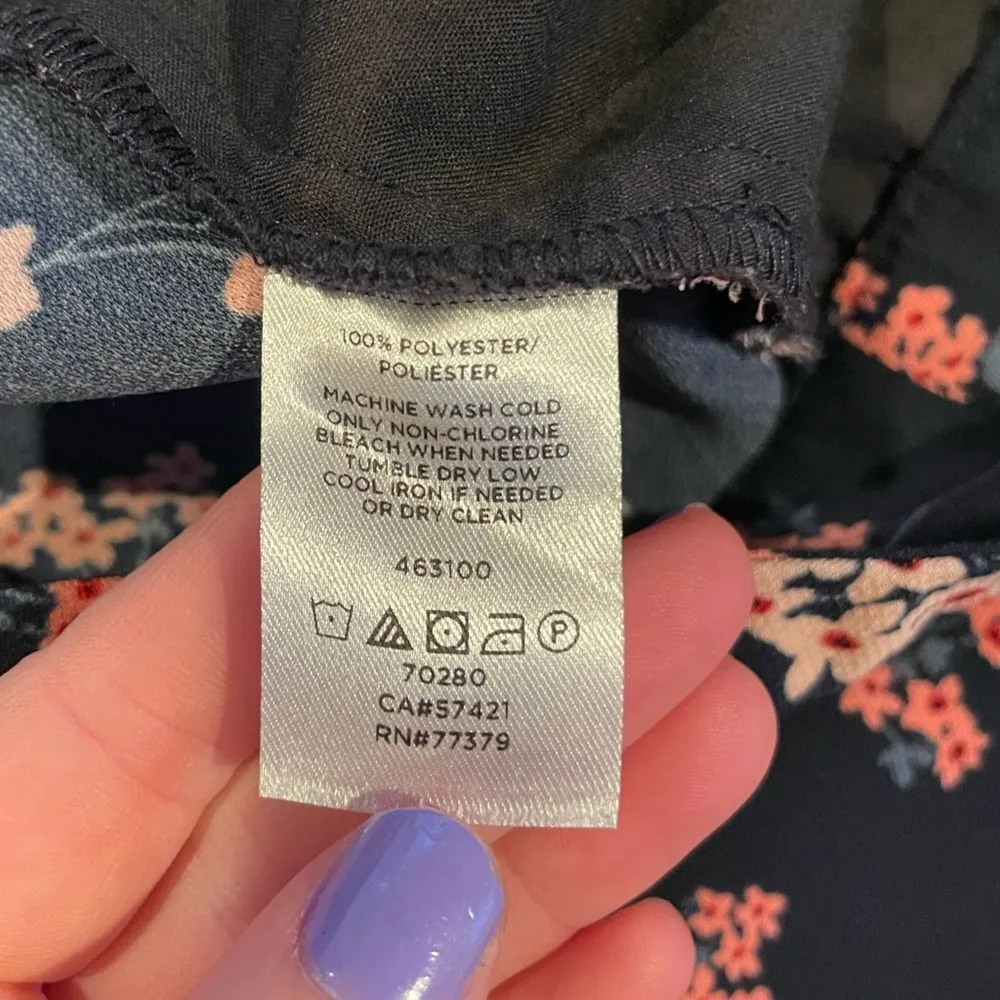 100% POLYESTER/
POLIESTER
MACHINE WASH COLD
ONLY NON-CHLORINE
BLEACH WHEN NEEDED
TUMBLE DRY LOW
COOL IRON IF NEEDED
OR DRY CLEAN
463100
P
70280
CA#57421
RN#77379